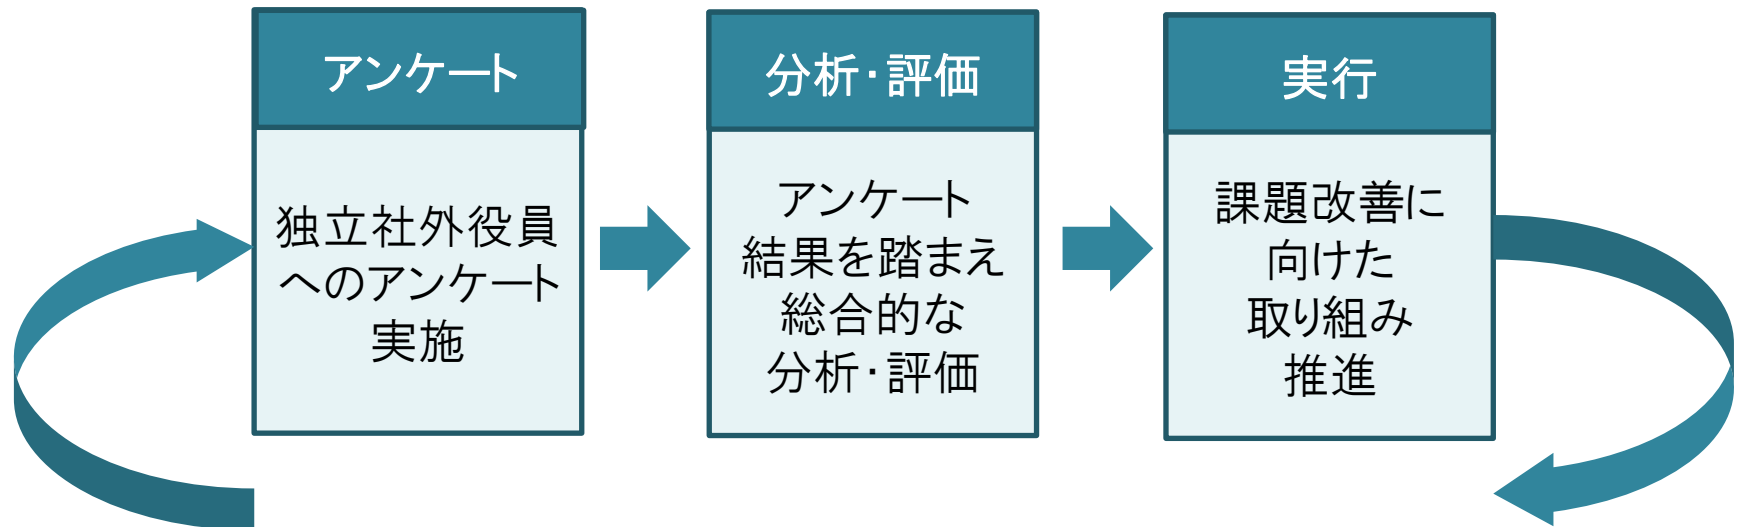 アンケート
独立社外役員
へのアンケート
実施
分析・評価
アンケート
結果を踏まえ
総合的な
分析・評価
実行
課題改善に
向けた
取り組み
推進